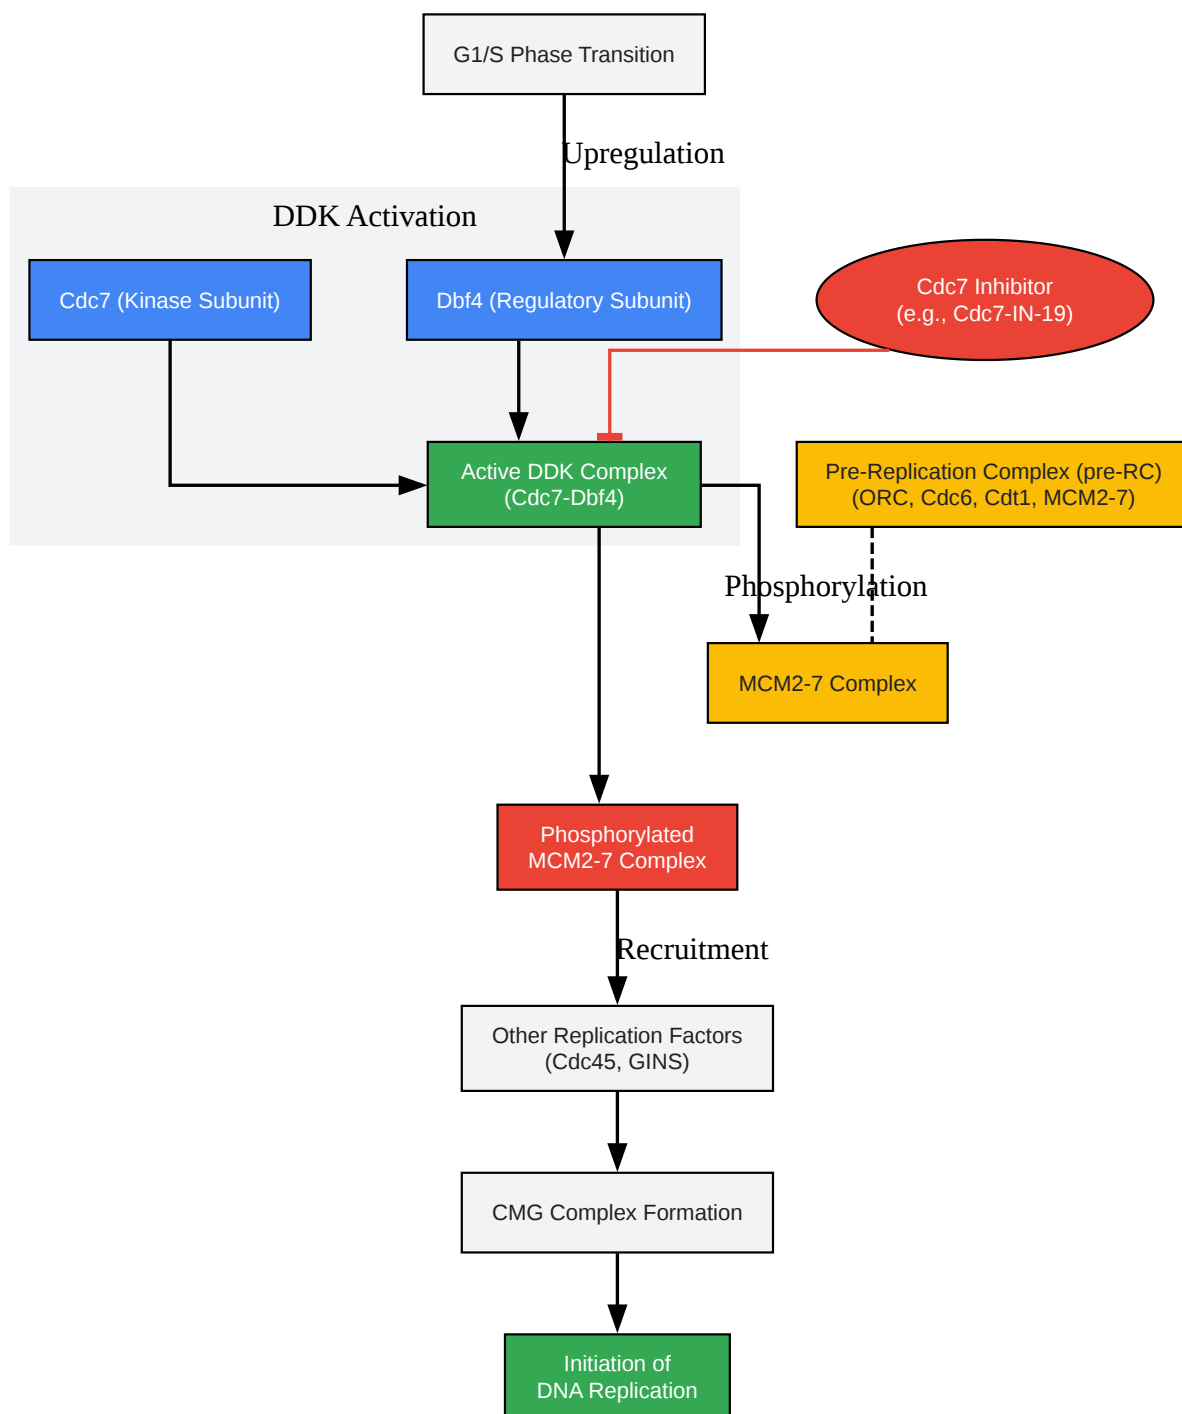 G1/S Phase Transition
Upregulation
DDK Activation
Cdc7 (Kinase Subunit)
Dbf4 (Regulatory Subunit)
Cdc7 Inhibitor
(e.g., Cdc7-IN-19)
Active DDK Complex
(Cdc7-Dbf4)
Pre-Replication Complex (pre-RC)
(ORC, Cdc6, Cdt1, MCM2-7)
Phosphorylation
MCM2-7 Complex
Phosphorylated
MCM2-7 Complex
Recruitment
Other Replication Factors
(Cdc45, GINS)
CMG Complex Formation
Initiation of
DNA Replication